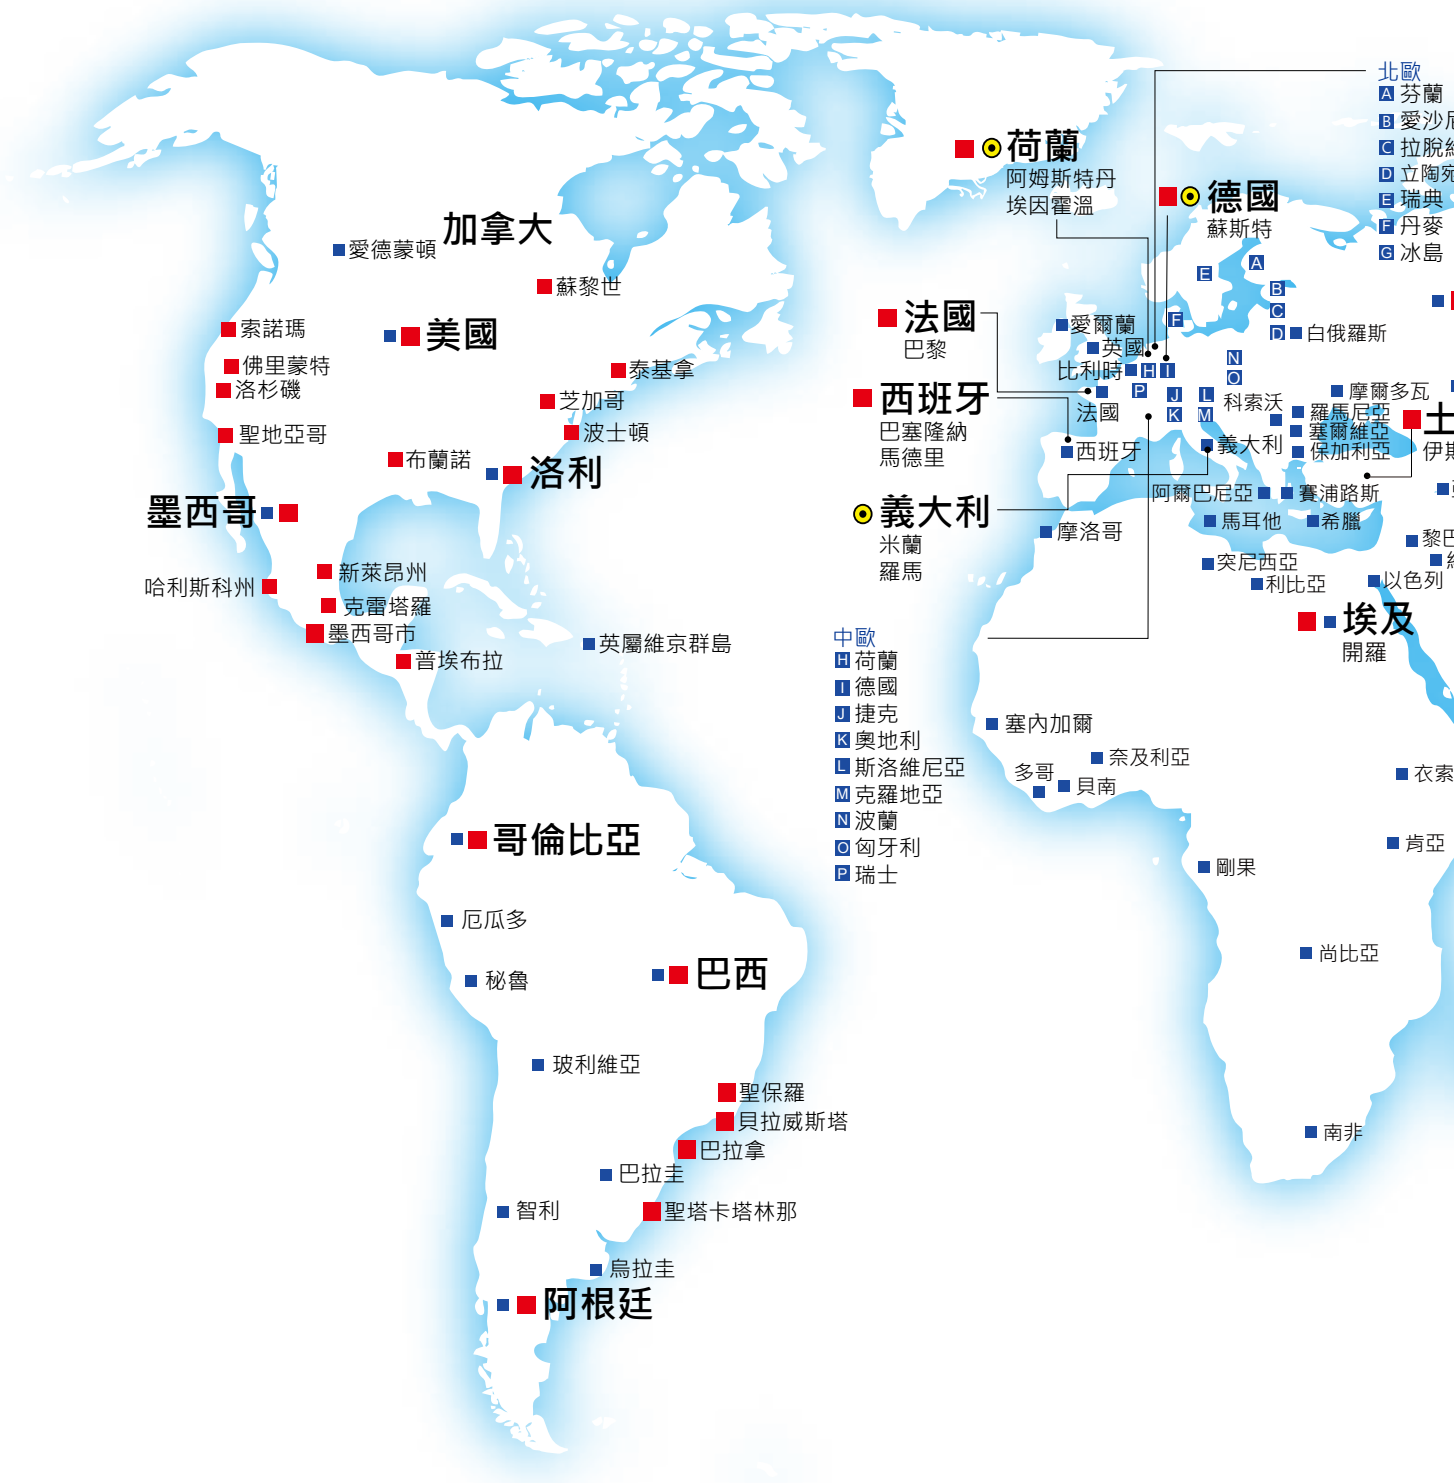 加拿大
愛德蒙頓
蘇黎世
索諾瑪
美國
佛里蒙特
洛杉磯
泰基拿
芝加哥
聖地亞哥
波士頓
布蘭諾
洛利
墨西哥
新萊昂州
哈利斯科州
克雷塔羅
墨西哥市
普埃布拉
英屬維京群島
哥倫比亞
厄瓜多
秘魯
巴西
玻利維亞
聖保羅
貝拉威斯塔
巴拉拿
巴拉圭
智利
聖塔卡塔林那
烏拉圭
阿根廷
荷蘭
阿姆斯特丹
埃因霍溫
德國
蘇斯特
法國
巴黎
西班牙
巴塞隆納
馬德里
義大利
米蘭
羅馬
北歐
A 芬蘭
B 愛沙
C 拉脫
D 立陶宛
E 瑞典
F 丹麥
G 冰島
E
A
B
C
D
F
白俄羅斯
愛爾蘭
英國
比利時
H
I
P
N
O
J
K
L
M
法國
科索沃
摩爾多瓦
羅馬尼亞
塞爾維亞
保加利亞
土
伊斯
西班牙
義大利
阿爾巴尼亞
賽浦路斯
馬耳他
希臘
摩洛哥
突尼西亞
利比亞
黎巴
以色列
埃及
開羅
中歐
H 荷蘭
I 德國
J 捷克
K 奧地利
L 斯洛維尼亞
M 克羅地亞
N 波蘭
O 匈牙利
P 瑞士
塞內加爾
奈及利亞
多哥
貝南
衣索
肯亞
剛果
尚比亞
南非